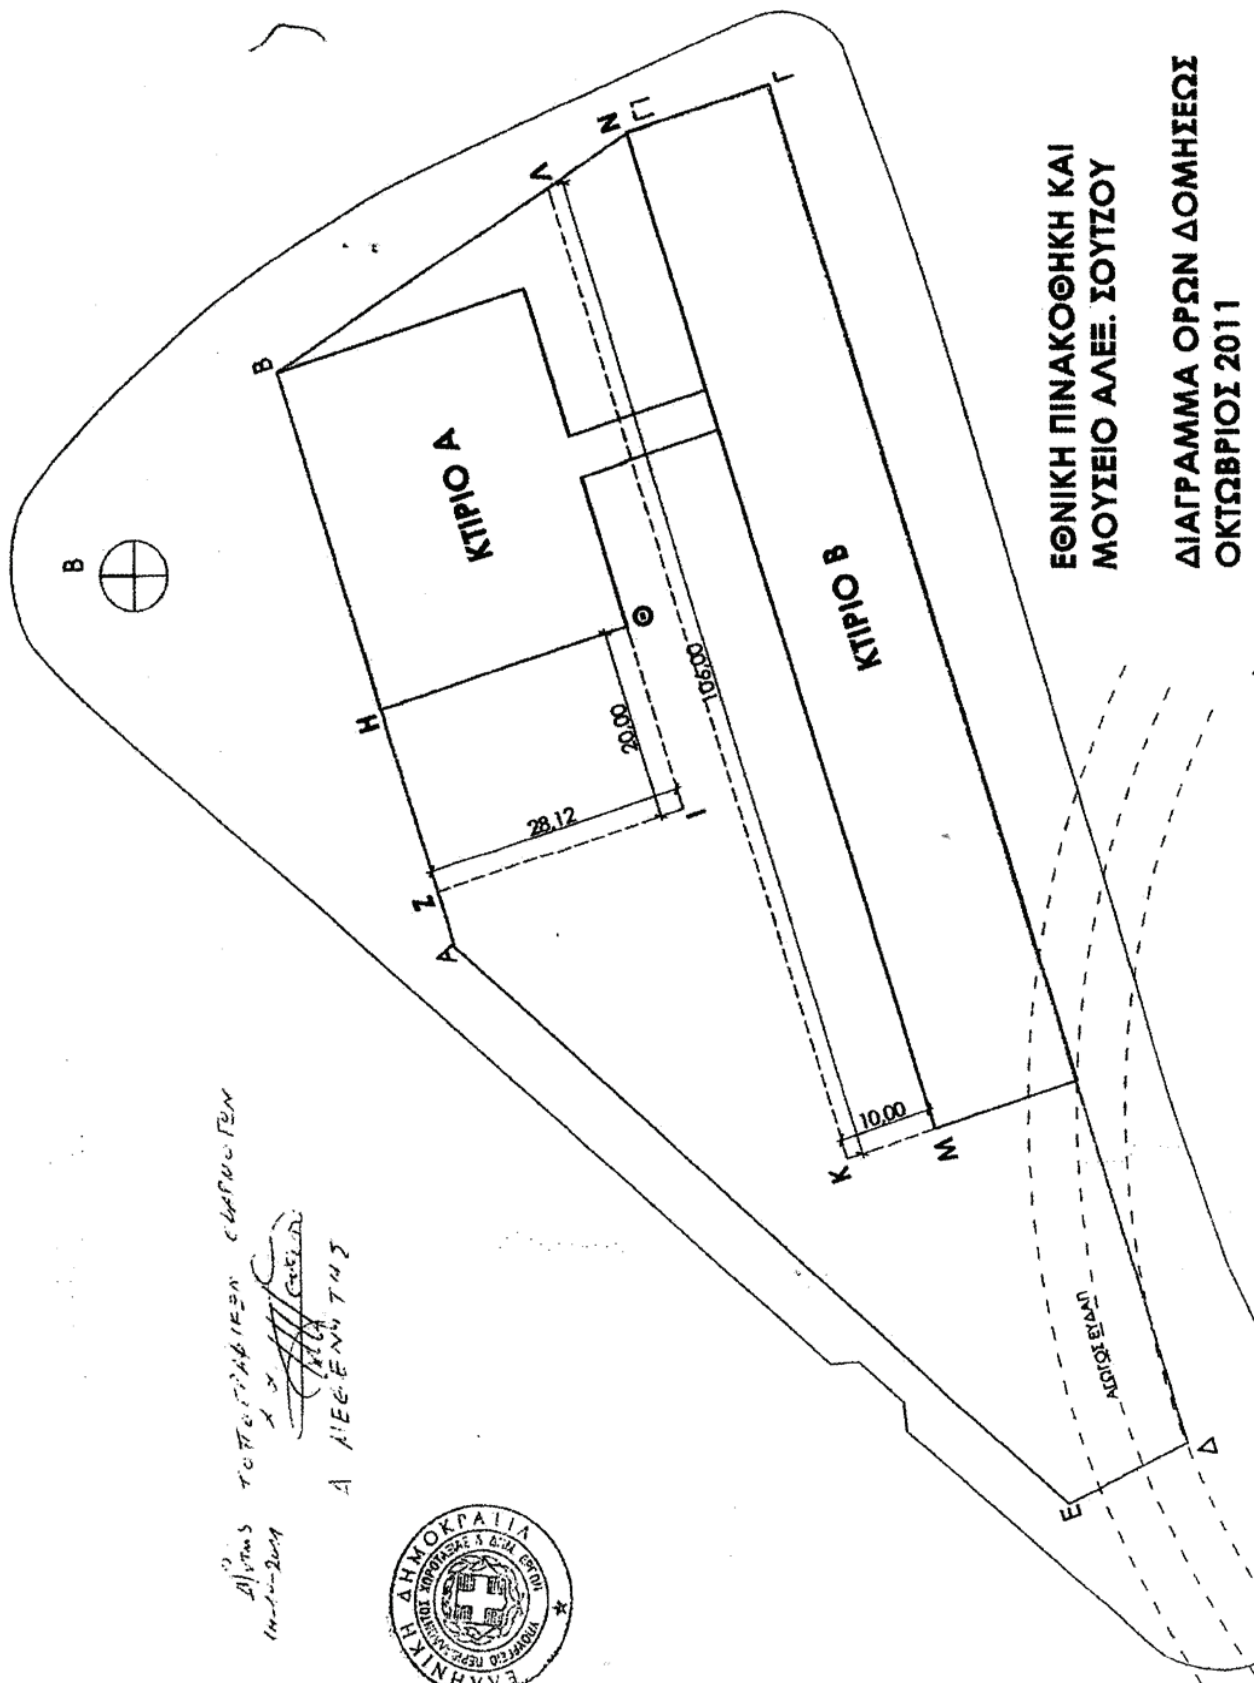 ΕΘΝΙΚΗ ΠΙΝΑΚΟΘΗΚΗ ΚΑΙ
ΜΟΥΣΕΙΟ ΑΛΕΞ. ΣΟΥΤΖΟΥ
ΔΙΑΓΡΑΜΜΑ ΟΡΩΝ ΔΟΜΗΣΕΩΣ
ΟΚΤΩΒΡΙΟΣ 2011
ΚΤΙΡΙΟ Α
ΚΤΙΡΙΟ Β
Β
Β
Η
Ζ
Α
Θ
Ι
Κ
Μ
Λ
Ν
Π
Γ
Δ
Ε
28,12
20,00
106,00
10,00
ΑΓΩΓΟΣ ΕΥΔΑΠ
ΕΛΛΗΝΙΚΗ ΔΗΜΟΚΡΑΤΙΑ